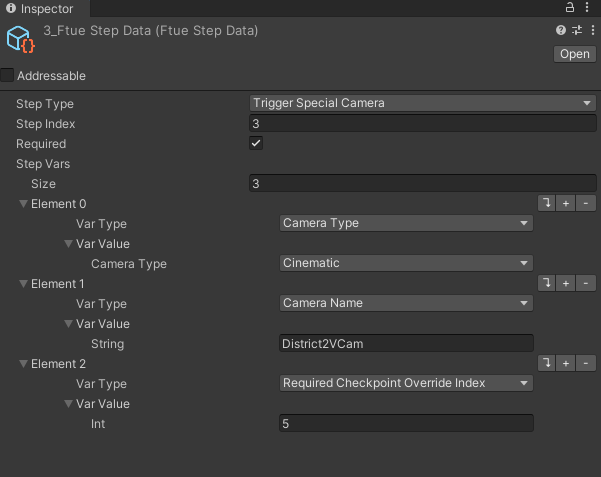 Inspector
3_Ftue Step Data (Ftue Step Data)
Open
Addressable
Step Type Trigger Special Camera
Step Index 3
Required
Step Vars
Size 3
Element 0 + -
Var Type Camera Type
Var Value
Camera Type Cinematic
Element 1 + -
Var Type Camera Name
Var Value
String District2VCam
Element 2 + -
Var Type Required Checkpoint Override Index
Var Value
Int 5